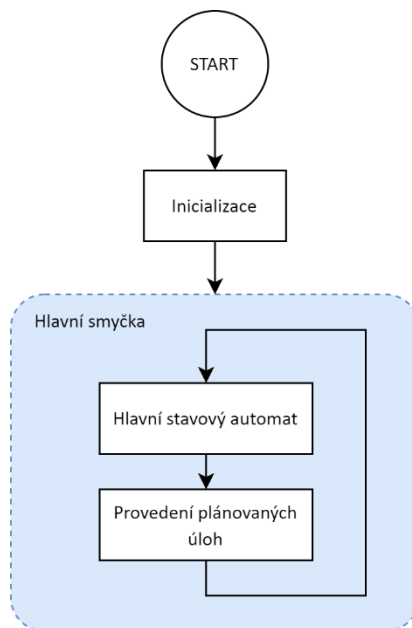 START
Inicializace
Hlavní smyčka
Hlavní stavový automat
Provedení plánovaných
úloh